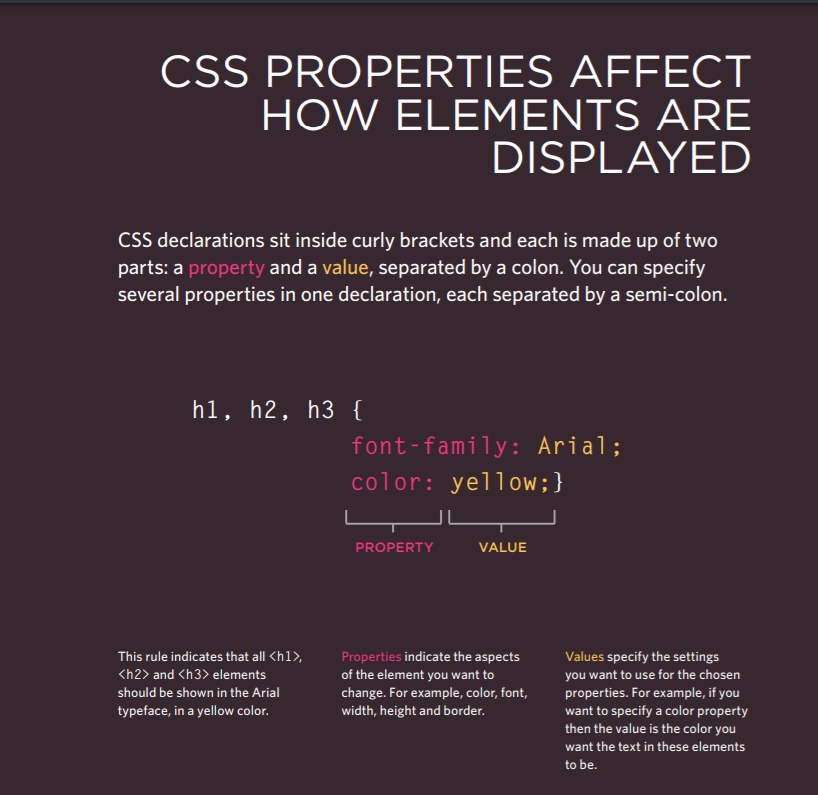 CSS PROPERTIES AFFECT
HOW ELEMENTS ARE
DISPLAYED
CSS declarations sit inside curly brackets and each is made up of two
parts: a property and a value, separated by a colon. You can specify
several properties in one declaration, each separated by a semi-colon.
h1, h2, h3 {
font-family: Arial;
color: yellow;}
PROPERTY VALUE
This rule indicates that all <h1>,
<h2> and <h3> elements
should be shown in the Arial
typeface, in a yellow color.
Properties indicate the aspects
of the element you want to
change. For example, color, font,
width, height and border.
Values specify the settings
you want to use for the chosen
properties. For example, if you
want to specify a color property
then the value is the color you
want the text in these elements
to be.